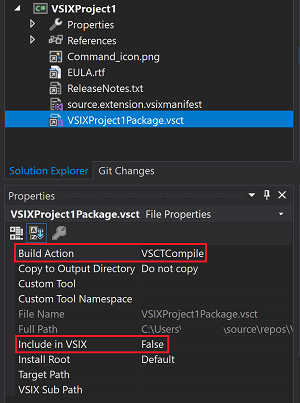 VSIXProject1
Properties
References
Command_icon.png
EULA.rtf
ReleaseNotes.txt
source.extension.vsixmanifest
VSIXProject1Package.vsct
Solution Explorer Git Changes
Properties
VSIXProject1Package.vsct File Properties
Build Action VSCTCompile
Copy to Output Directory Do not copy
Custom Tool
Custom Tool Namespace
File Name VSIXProject1Package.vsct
Full Path C:\Users\ \source\repos\\
Include in VSIX False
Install Root Default
Target Path
VSIX Sub Path